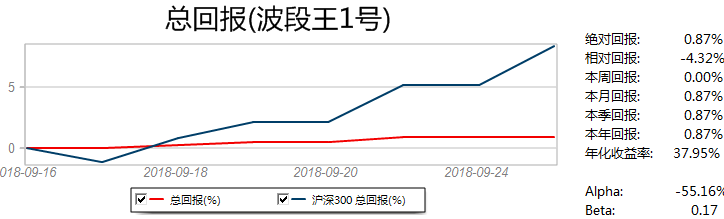 总回报(波段王1号)
5
0
2018-09-16
2018-09-18
2018-09-20
2018-09-24
总回报(%)
沪深300 总回报(%)
绝对回报: 0.87%
相对回报: -4.32%
本周回报: 0.00%
本月回报: 0.87%
本季回报: 0.87%
本年回报: 0.87%
年化收益率: 37.95%
Alpha: -55.16%
Beta: 0.17